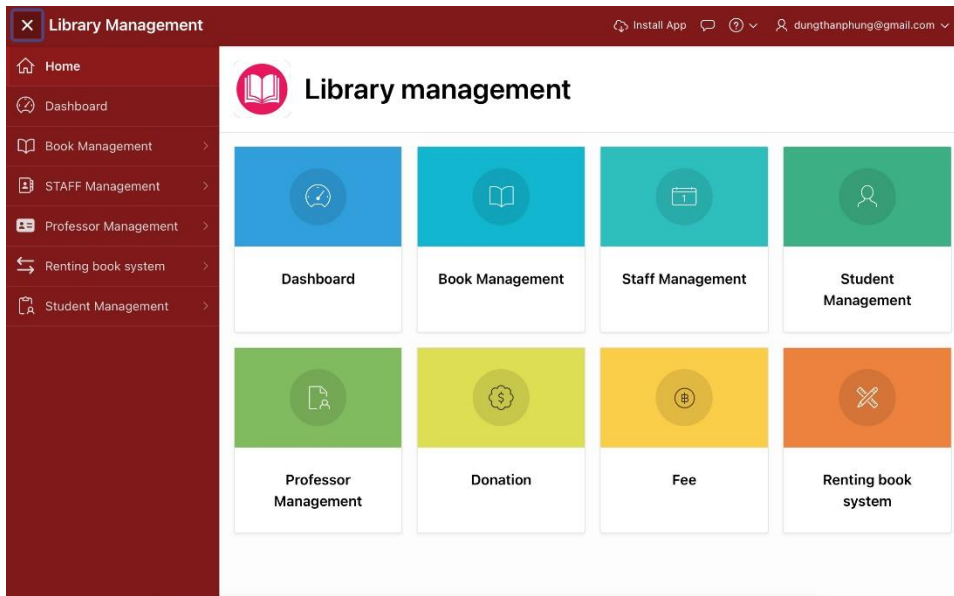 Library Management
Install App
dungthanphung@gmail.com
Home
Dashboard
Book Management
STAFF Management
Professor Management
Renting book system
Student Management
Library management
Dashboard
Book Management
1
Staff Management
Student
Management
Professor
Management
$
Donation
฿
Fee
Renting book
system